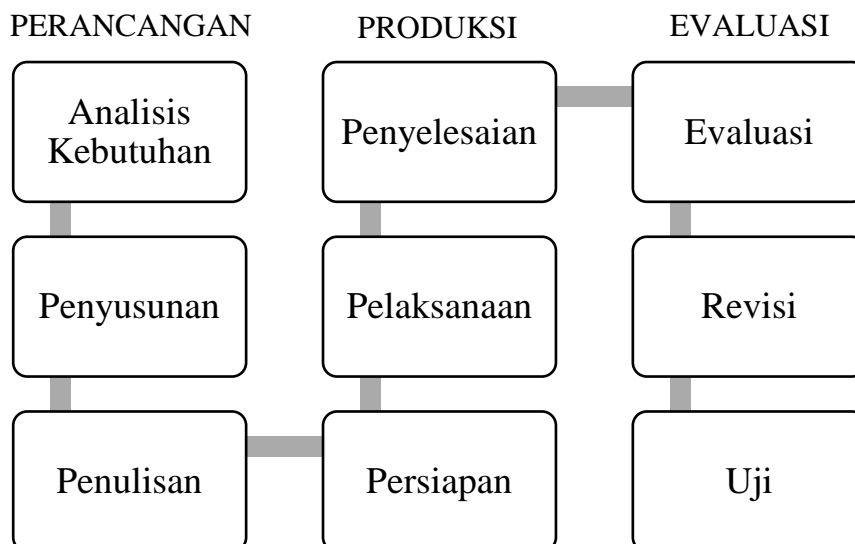 PERANCANGAN
PRODUKSI
EVALUASI
Analisis
Kebutuhan
Penyelesaian
Evaluasi
Penyusunan
Pelaksanaan
Revisi
Penulisan
Persiapan
Uji